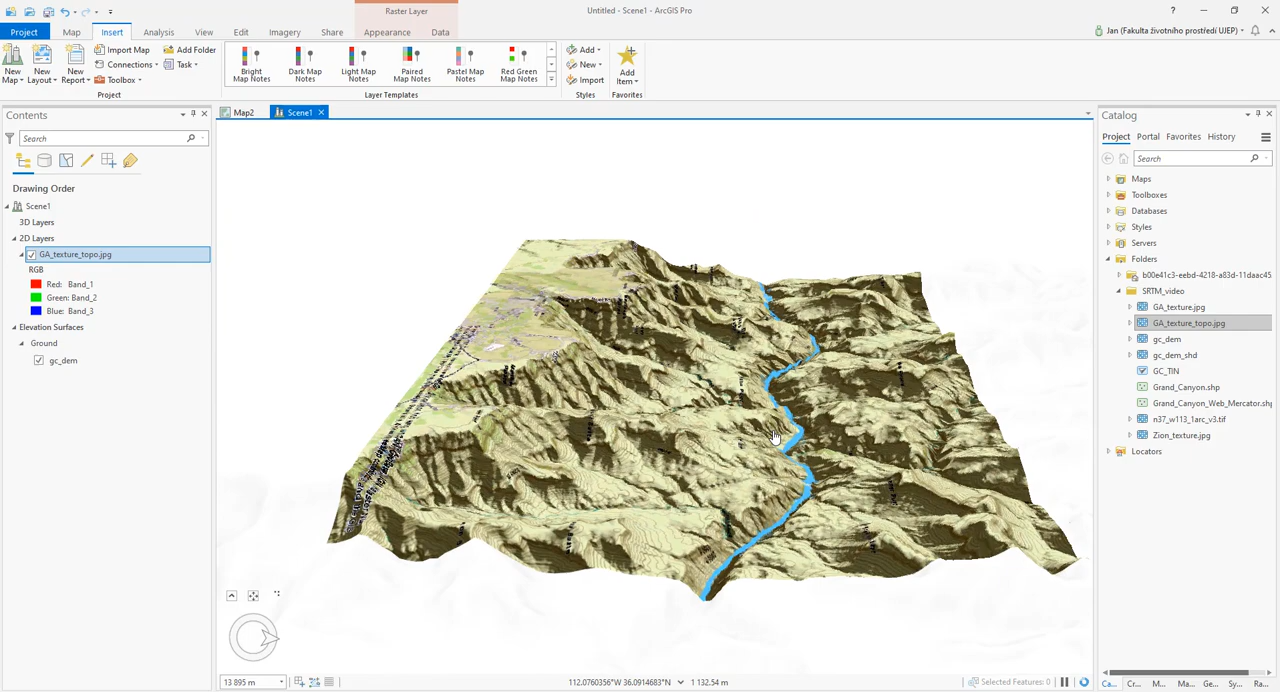 Raster Layer
Untitled - Scene1 - ArcGIS Pro
?
Project Map Insert Analysis View Edit Imagery Share Appearance Data
Jan (Fakulta životního prostředí UJEP)
New Map
New Layout
New Report
Import Map
Connections
Toolbox
Add Folder
Task
Project
Bright Map Notes
Dark Map Notes
Light Map Notes
Paired Map Notes
Pastel Map Notes
Red Green Map Notes
Layer Templates
Add
New
Import
Styles
Add Item
Favorites
Contents
Search
Drawing Order
Scene1
3D Layers
2D Layers
GA_texture_topo.jpg
RGB
Red: Band_1
Green: Band_2
Blue: Band_3
Elevation Surfaces
Ground
gc_dem
Map2
Scene1
13 895 m
112.0760356°W 36.0914683°N
1 132.54 m
Selected Features: 0
Catalog
Project Portal Favorites History
Search
Maps
Toolboxes
Databases
Styles
Servers
Folders
b00e41c3-eebd-4218-a83d-11daac45
SRTM_video
GA_texture.jpg
GA_texture_topo.jpg
gc_dem
gc_dem_shd
GC_TIN
Grand_Canyon.shp
Grand_Canyon_Web_Mercator.shp
n37_w113_1arc_v3.tif
Zion_texture.jpg
Locators
Ca... Cr... M... Ma... Ge... Sy... Ra...